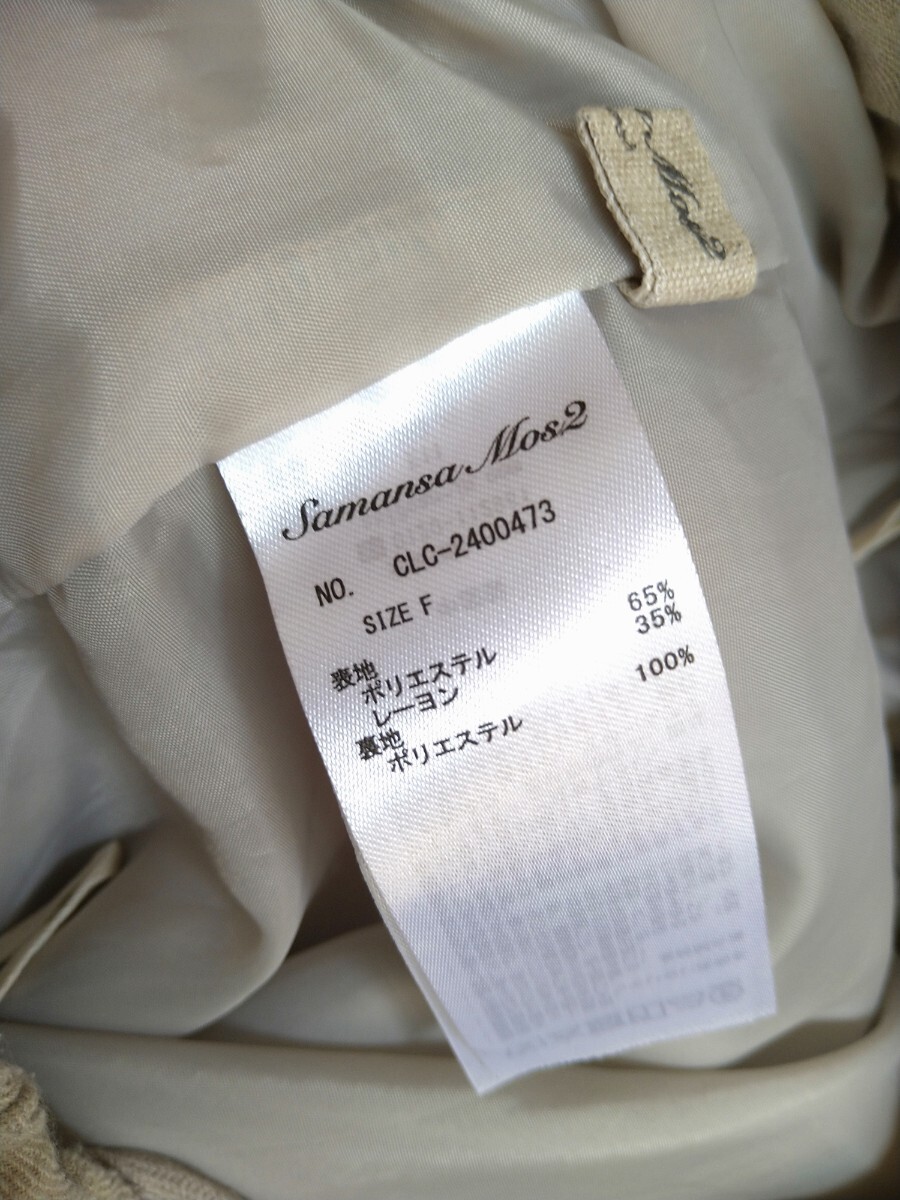 Mos2
Samansa Mos2
NO. CLC-2400473
SIZE F
表地
ポリエステル 65%
レーヨン 35%
裏地
ポリエステル 100%